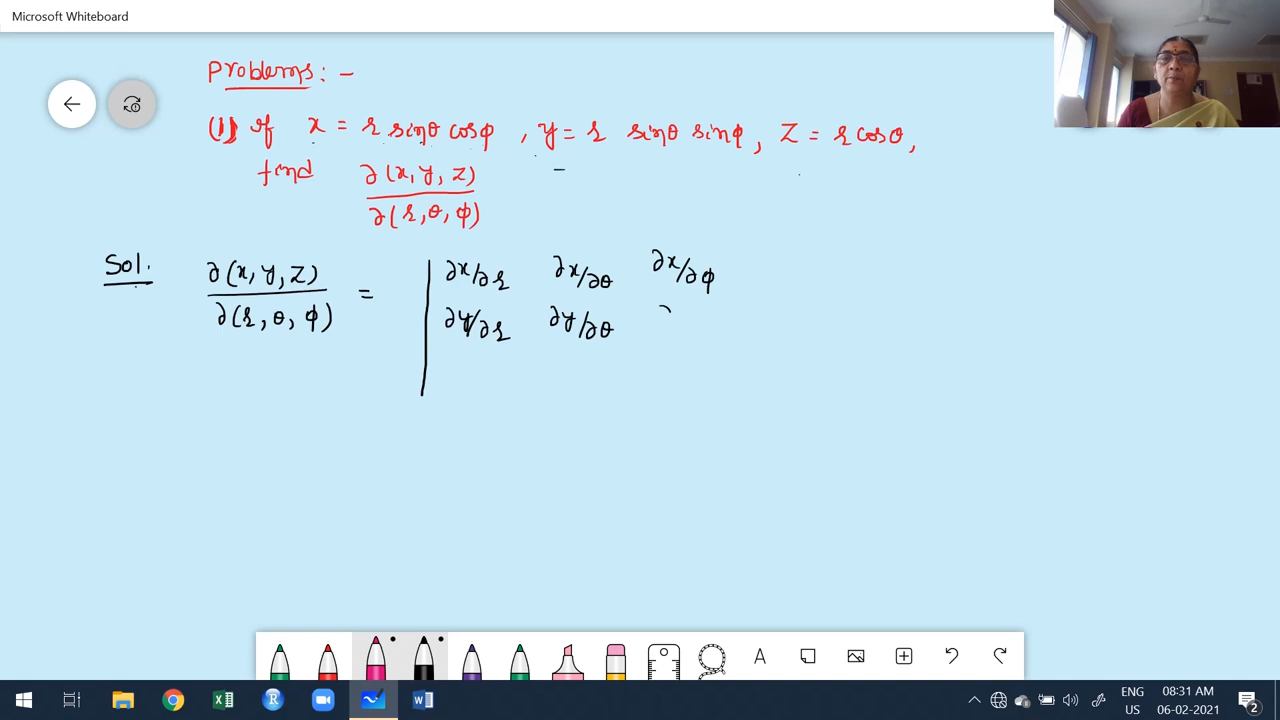 Microsoft Whiteboard
Problems: -
(1) If x = r sinθ cosφ , y = r sinθ sinφ, z = r cosθ,
find ∂(x, y, z)
∂(r, θ, φ)
Sol. ∂(x, y, z) = | ∂x/∂r ∂x/∂θ ∂x/∂φ
∂(r, θ, φ) ∂y/∂r ∂y/∂θ
A
ENG 08:31 AM
US 06-02-2021 2